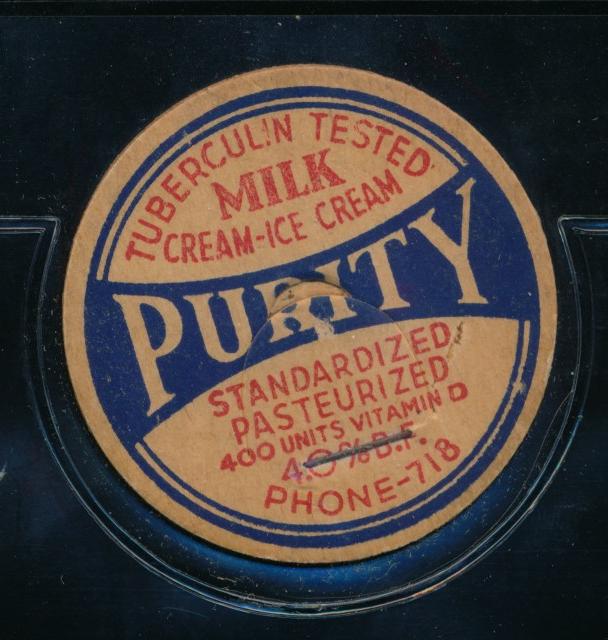 TUBERCULIN TESTED
MILK
CREAM-ICE CREAM
PURITY
STANDARDIZED
PASTEURIZED
400 UNITS VITAMIN D
4.0% B.F.
PHONE-718